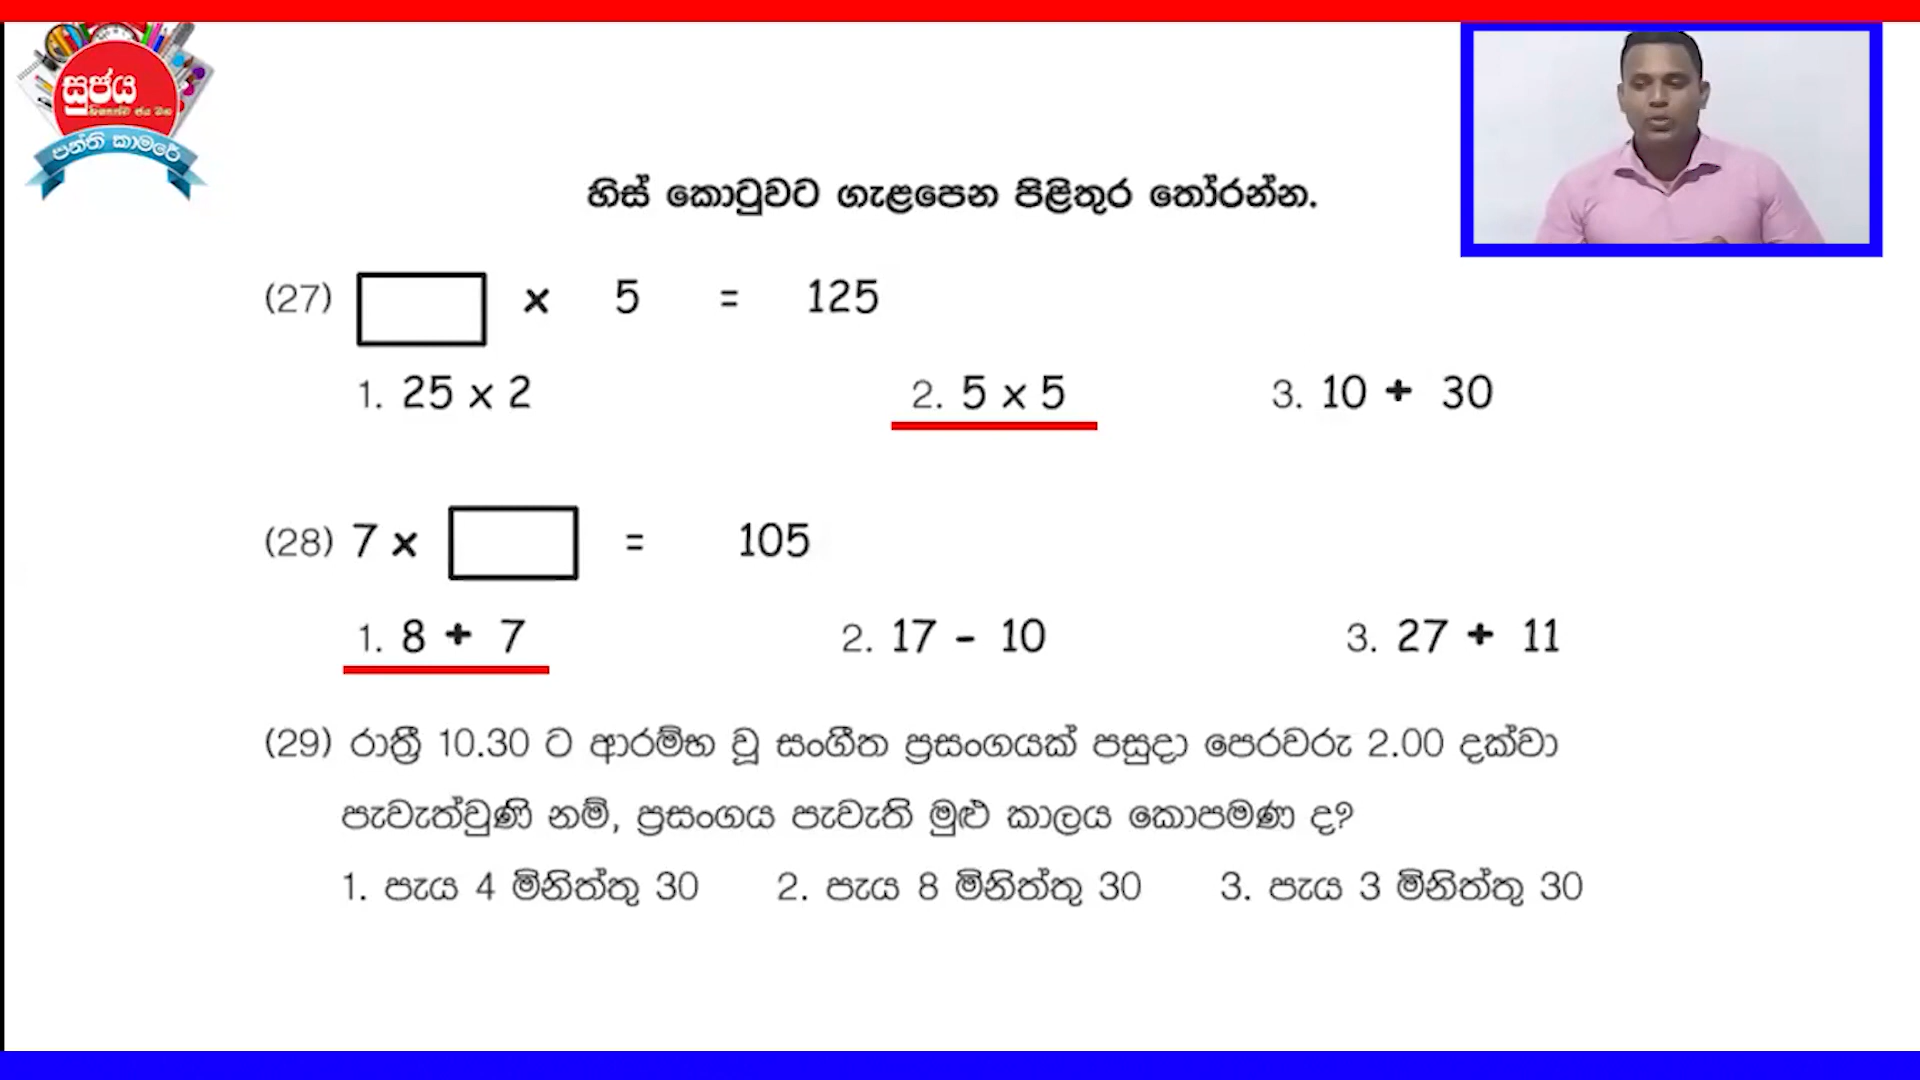 සුජය
පන්ති කාමරේ
හිස් කොටුවට ගැළපෙන පිළිතුර තෝරන්න.
(27) x 5 = 125
1. 25 x 2 2. 5 x 5 3. 10 + 30
(28) 7 x = 105
1. 8 + 7 2. 17 - 10 3. 27 + 11
(29) රාත්‍රී 10.30 ට ආරම්භ වූ සංගීත ප්‍රසංගයක් පසුදා පෙරවරු 2.00 දක්වා
පැවැත්වුණි නම්, ප්‍රසංගය පැවැති මුළු කාලය කොපමණ ද?
1. පැය 4 මිනිත්තු 30 2. පැය 8 මිනිත්තු 30 3. පැය 3 මිනිත්තු 30